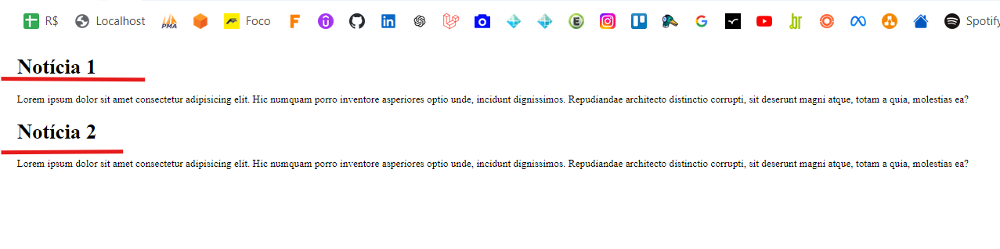 R$ Localhost PMA Foco Spotify
Notícia 1
Lorem ipsum dolor sit amet consectetur adipisicing elit. Hic numquam porro inventore asperiores optio unde, incidunt dignissimos. Repudiandae architecto distinctio corrupti, sit deserunt magni atque, totam a quia, molestias ea?
Notícia 2
Lorem ipsum dolor sit amet consectetur adipisicing elit. Hic numquam porro inventore asperiores optio unde, incidunt dignissimos. Repudiandae architecto distinctio corrupti, sit deserunt magni atque, totam a quia, molestias ea?